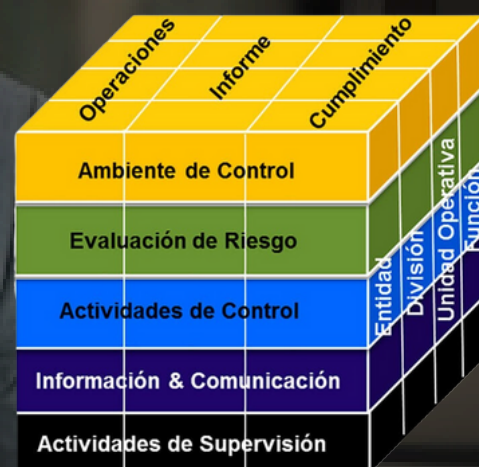 Operaciones
Informe
Cumplimiento
Ambiente de Control
Evaluación de Riesgo
Actividades de Control
Información & Comunicación
Actividades de Supervisión
Entidad
División
Unidad Operativa
Función